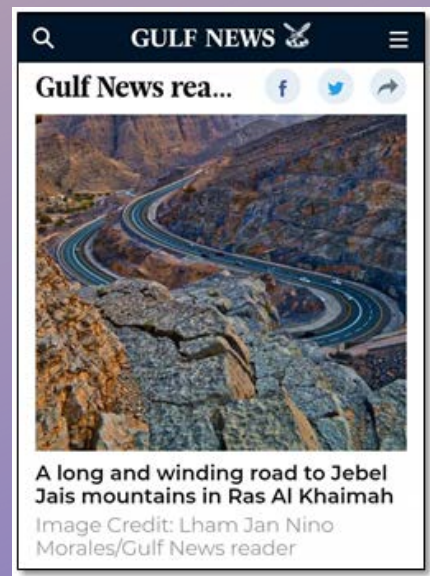 GULF NEWS
Gulf News rea...
A long and winding road to Jebel
Jais mountains in Ras Al Khaimah
Image Credit: Lham Jan Nino
Morales/Gulf News reader